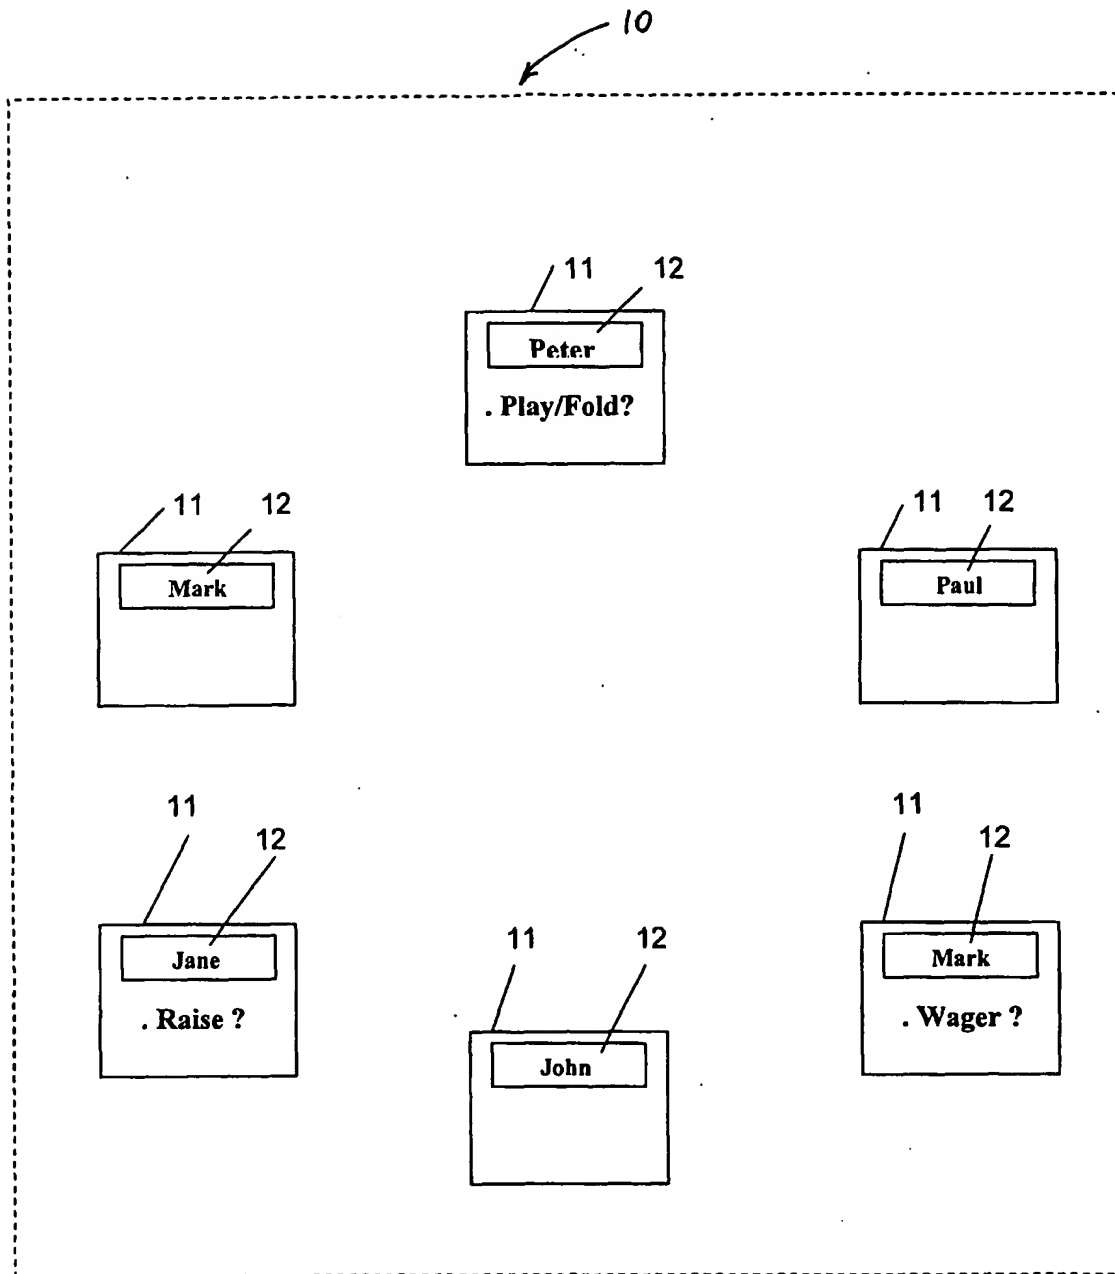 10
11 12
Peter
. Play/Fold?
11 12
Mark
11 12
Paul
11
12
Jane
. Raise ?
11 12
John
11
12
Mark
. Wager ?